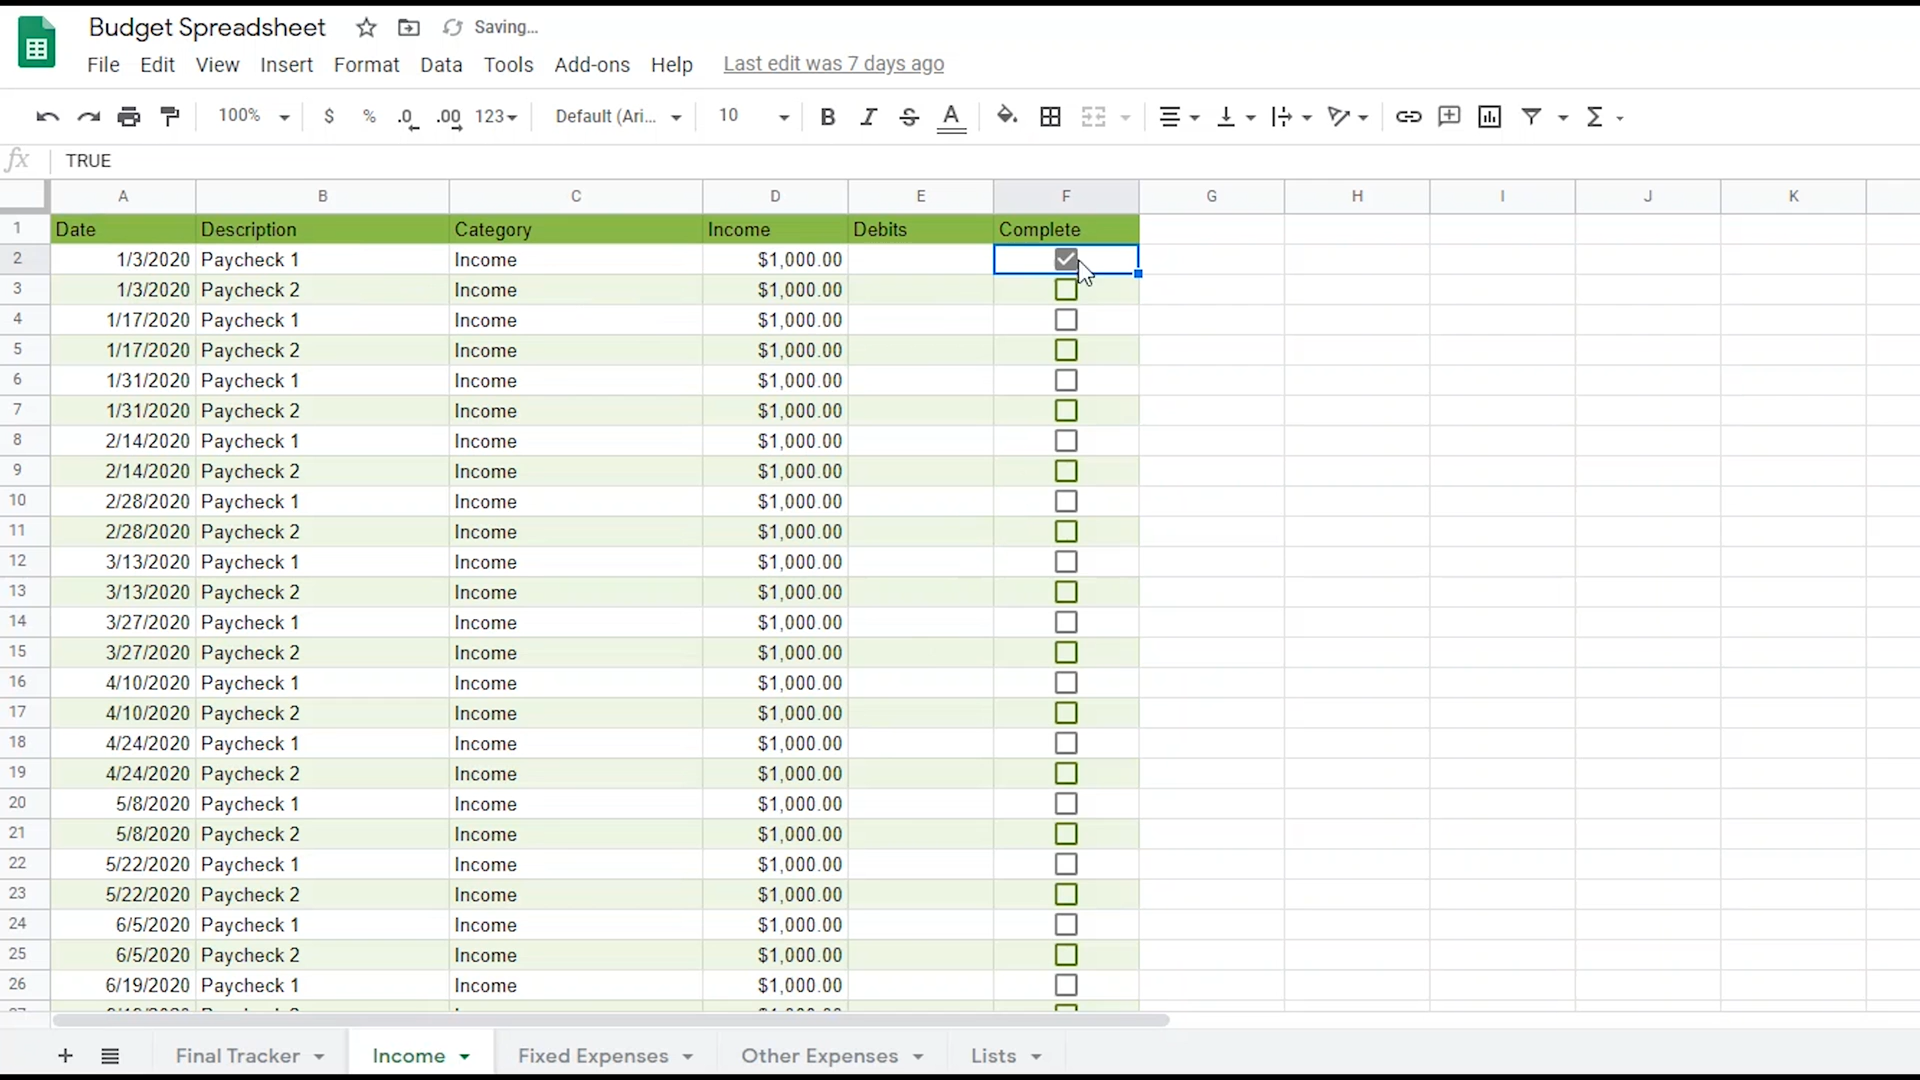 Budget Spreadsheet Saving...
File Edit View Insert Format Data Tools Add-ons Help Last edit was 7 days ago
100% $ % .0 .00 123 Default (Ari... 10 B I S A Σ
fx TRUE
A B C D E F G H I J K
1 Date Description Category Income Debits Complete
2 1/3/2020 Paycheck 1 Income $1,000.00
3 1/3/2020 Paycheck 2 Income $1,000.00
4 1/17/2020 Paycheck 1 Income $1,000.00
5 1/17/2020 Paycheck 2 Income $1,000.00
6 1/31/2020 Paycheck 1 Income $1,000.00
7 1/31/2020 Paycheck 2 Income $1,000.00
8 2/14/2020 Paycheck 1 Income $1,000.00
9 2/14/2020 Paycheck 2 Income $1,000.00
10 2/28/2020 Paycheck 1 Income $1,000.00
11 2/28/2020 Paycheck 2 Income $1,000.00
12 3/13/2020 Paycheck 1 Income $1,000.00
13 3/13/2020 Paycheck 2 Income $1,000.00
14 3/27/2020 Paycheck 1 Income $1,000.00
15 3/27/2020 Paycheck 2 Income $1,000.00
16 4/10/2020 Paycheck 1 Income $1,000.00
17 4/10/2020 Paycheck 2 Income $1,000.00
18 4/24/2020 Paycheck 1 Income $1,000.00
19 4/24/2020 Paycheck 2 Income $1,000.00
20 5/8/2020 Paycheck 1 Income $1,000.00
21 5/8/2020 Paycheck 2 Income $1,000.00
22 5/22/2020 Paycheck 1 Income $1,000.00
23 5/22/2020 Paycheck 2 Income $1,000.00
24 6/5/2020 Paycheck 1 Income $1,000.00
25 6/5/2020 Paycheck 2 Income $1,000.00
26 6/19/2020 Paycheck 1 Income $1,000.00
Final Tracker Income Fixed Expenses Other Expenses Lists